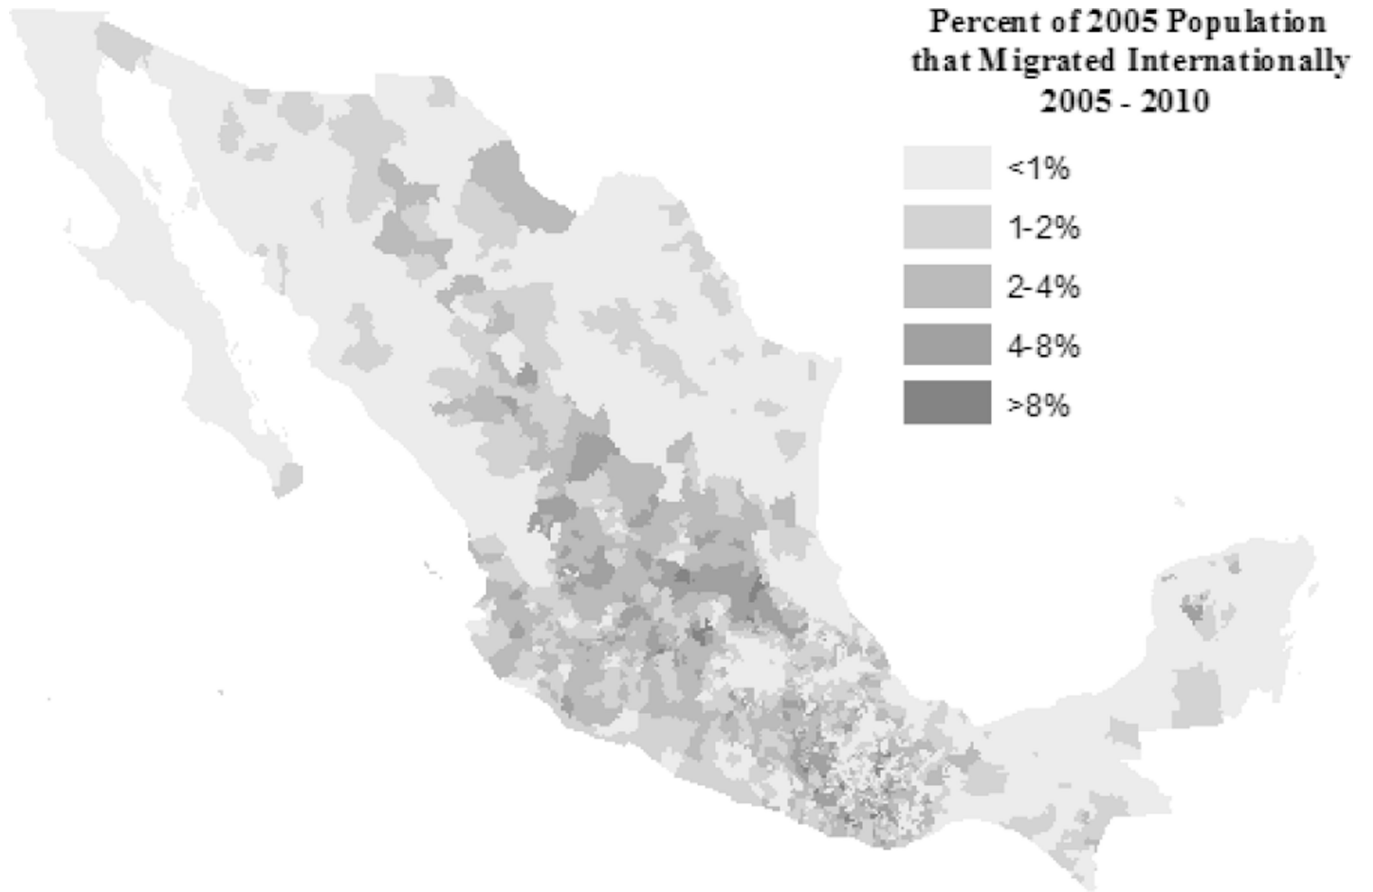 Percent of 2005 Population
that Migrated Internationally
2005 - 2010
<1%
1-2%
2-4%
4-8%
>8%